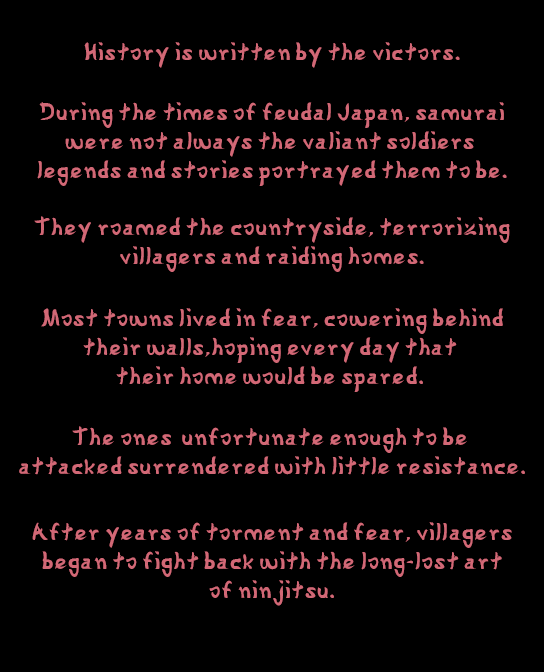 History is written by the victors.
During the times of feudal Japan, samurai
were not always the valiant soldiers
legends and stories portrayed them to be.
They roamed the countryside, terrorizing
villagers and raiding homes.
Most towns lived in fear, cowering behind
their walls,hoping every day that
their home would be spared.
The ones unfortunate enough to be
attacked surrendered with little resistance.
After years of torment and fear, villagers
began to fight back with the long-lost art
of ninjitsu.